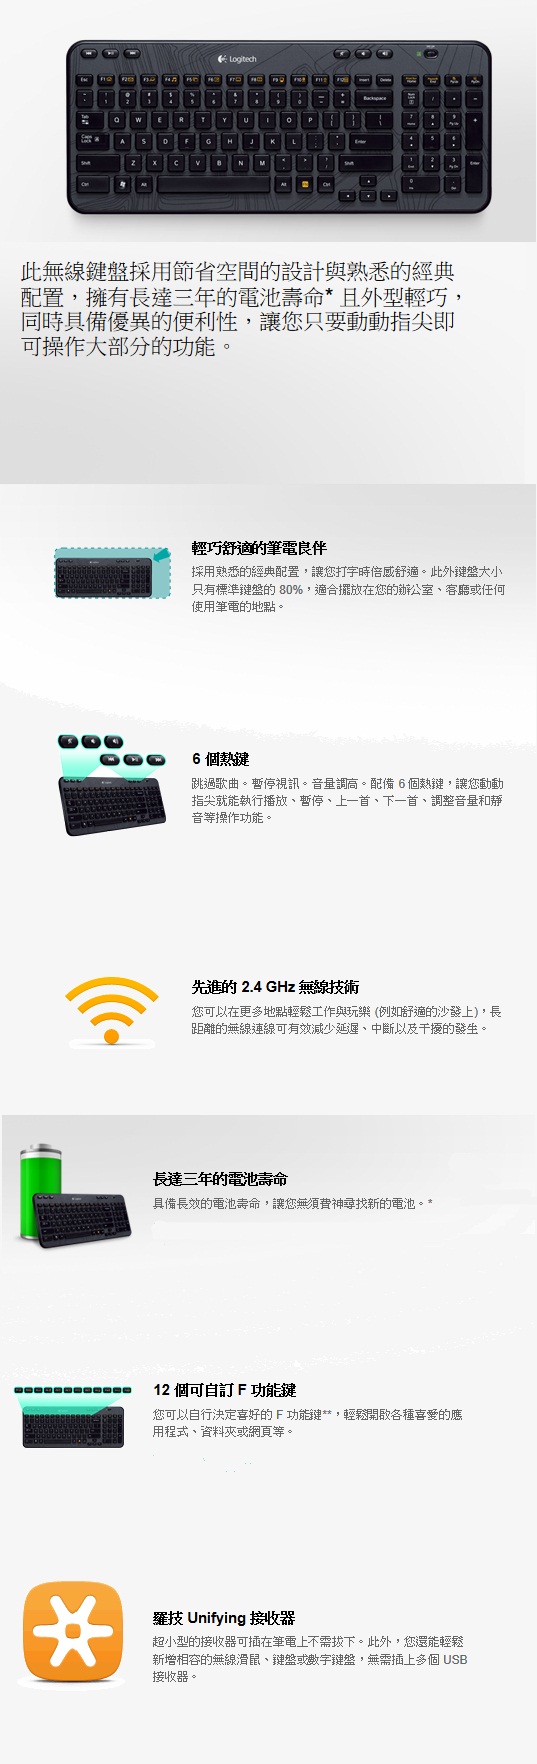 Logitech
此無線鍵盤採用節省空間的設計與熟悉的經典
配置，擁有長達三年的電池壽命* 且外型輕巧，
同時具備優異的便利性，讓您只要動動指尖即
可操作大部分的功能。
輕巧舒適的筆電良伴
採用熟悉的經典配置，讓您打字時倍感舒適。此外鍵盤大小
只有標準鍵盤的 80%，適合擺放在您的辦公室、客廳或任何
使用筆電的地點。
6 個熱鍵
跳過歌曲。暫停視訊。音量調高。配備 6 個熱鍵，讓您動動
指尖就能執行播放、暫停、上一首、下一首、調整音量和靜
音等操作功能。
先進的 2.4 GHz 無線技術
您可以在更多地點輕鬆工作與玩樂 (例如舒適的沙發上)，長
距離的無線連線可有效減少延遲、中斷以及干擾的發生。
長達三年的電池壽命
具備長效的電池壽命，讓您無須費神尋找新的電池。*
12 個可自訂 F 功能鍵
您可以自行決定喜好的 F 功能鍵**，輕鬆開啟各種喜愛的應
用程式、資料夾或網頁等。
羅技 Unifying 接收器
超小型的接收器可插在筆電上不需拔下。此外，您還能輕鬆
新增相容的無線滑鼠、鍵盤或數字鍵盤，無需插上多個 USB
接收器。